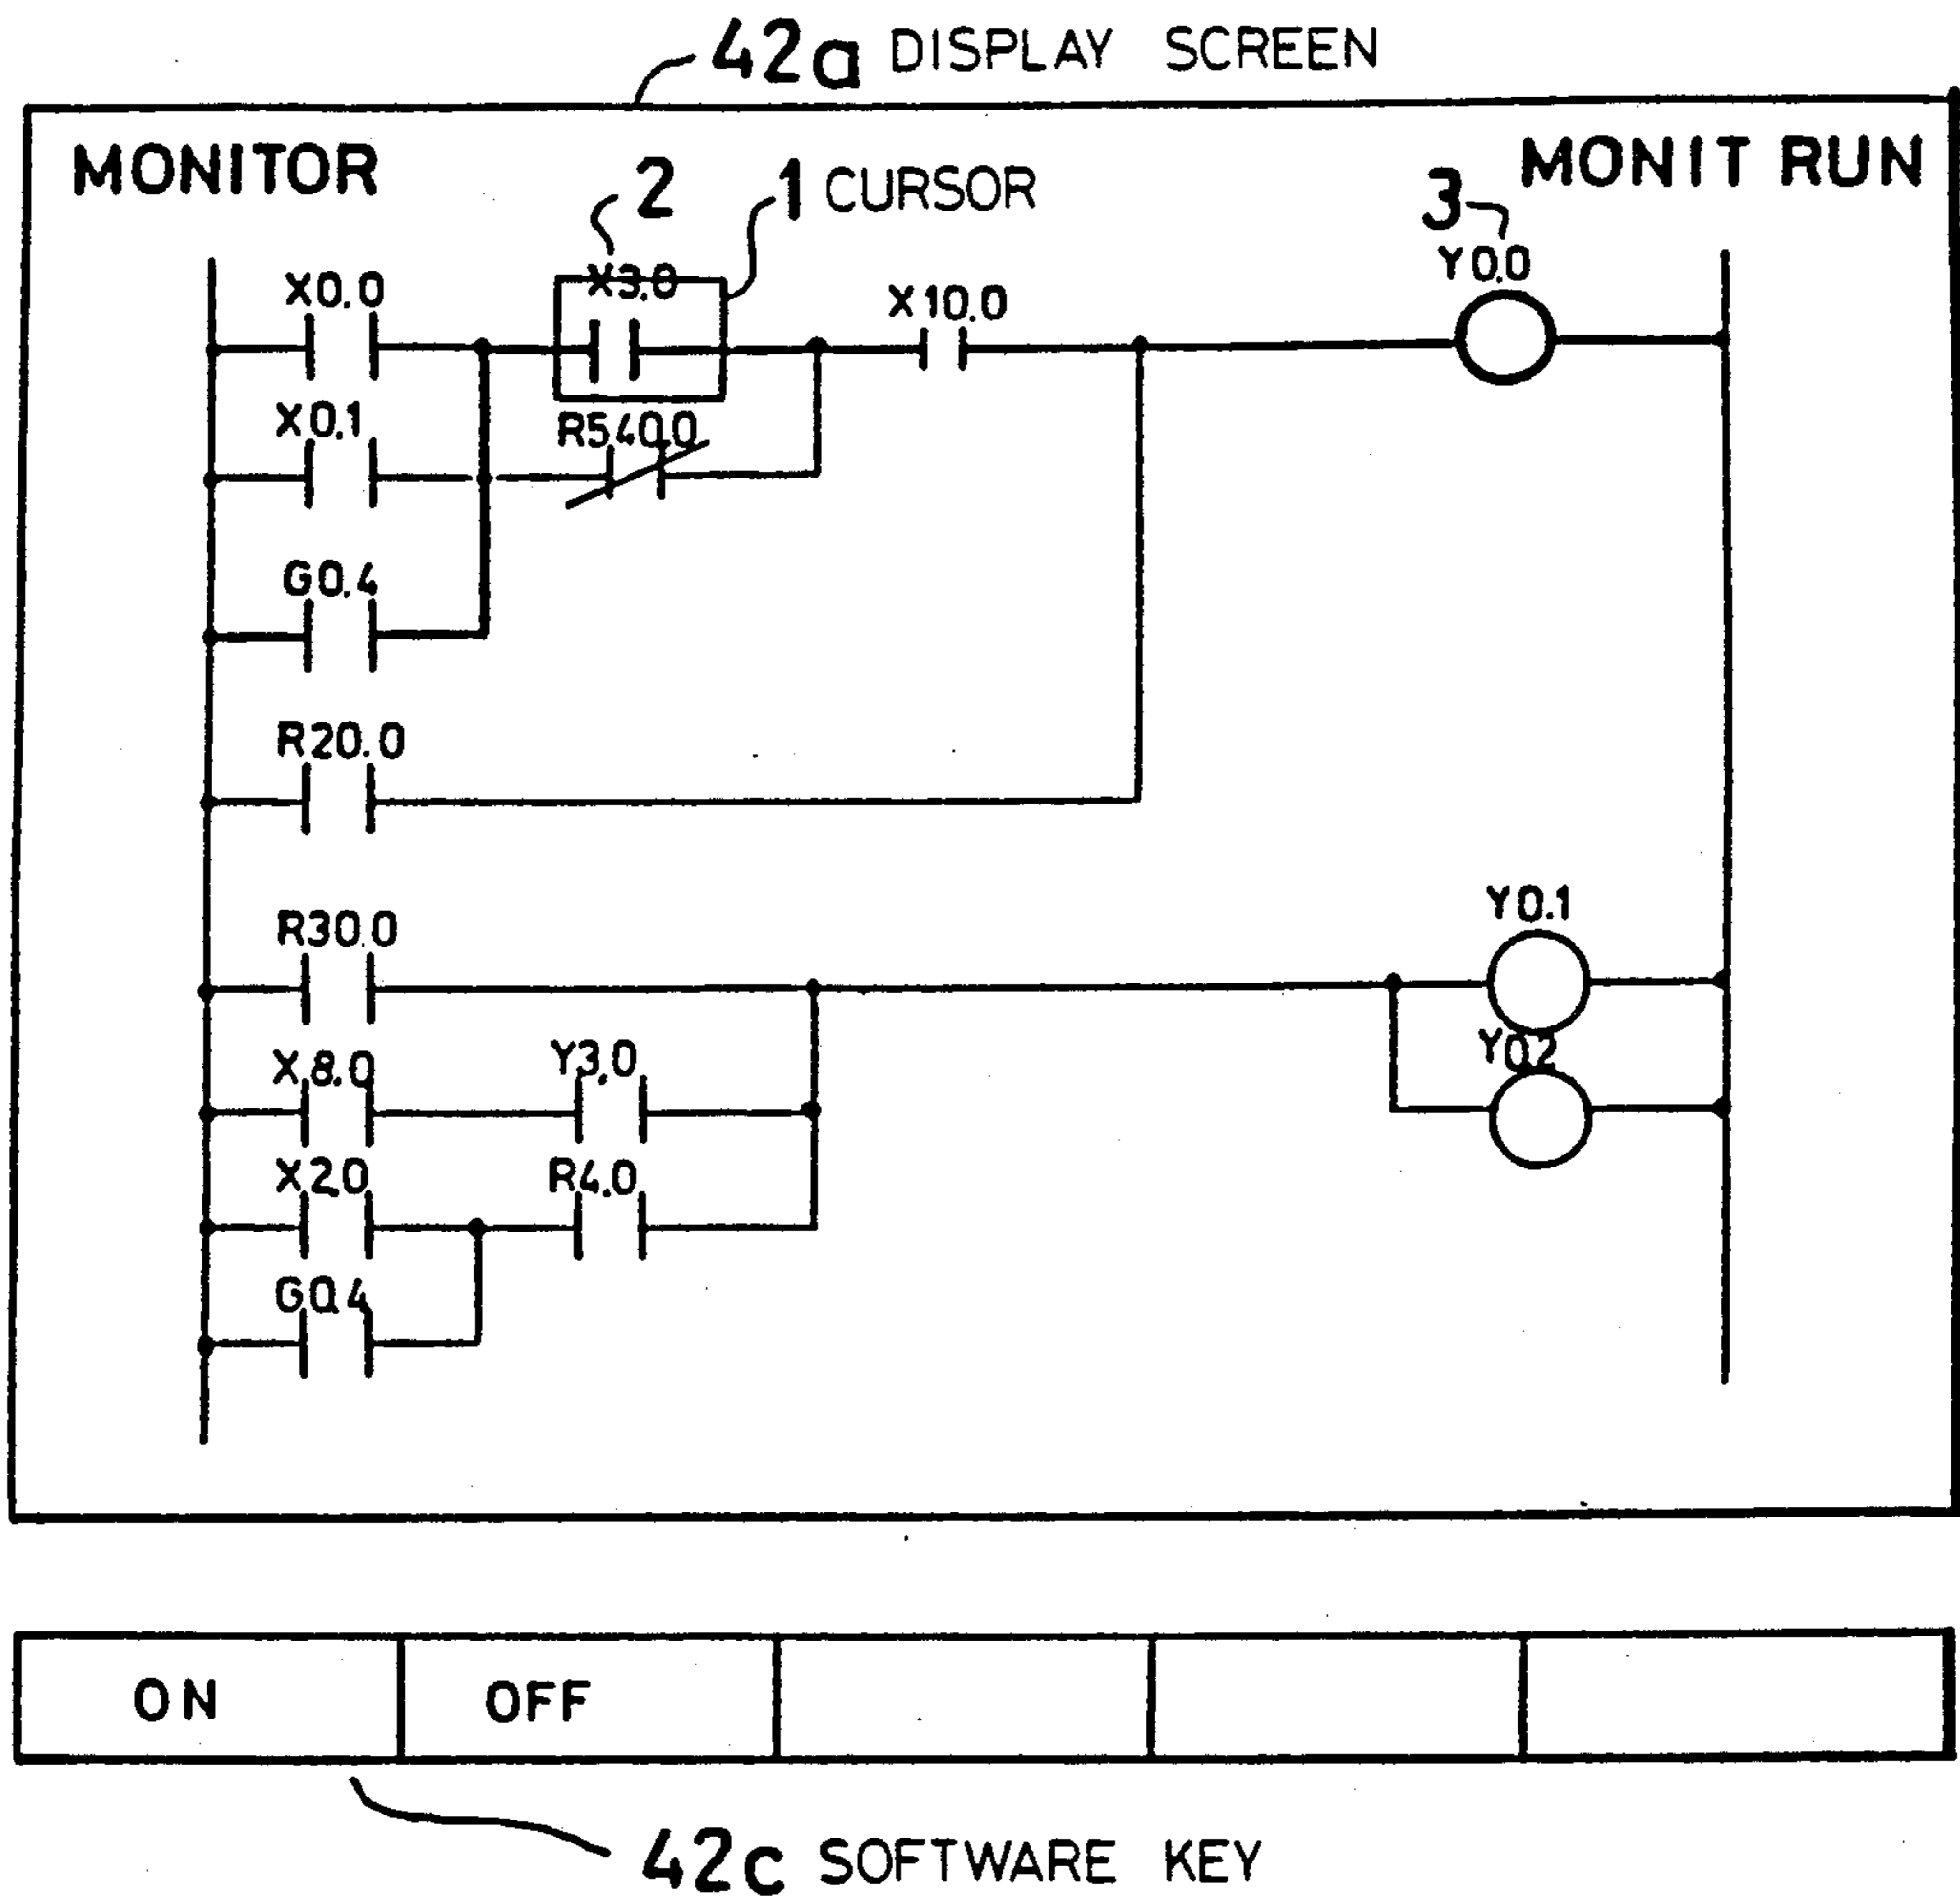 42a DISPLAY SCREEN
MONITOR
MONIT RUN
2
1 CURSOR
3
X0.0
X3.0
X10.0
Y0.0
X0.1
R540.0
G0.4
R20.0
R30.0
Y0.1
X8.0
Y3.0
Y0.2
X2.0
R4.0
G0.4
ON
OFF
42c SOFTWARE KEY